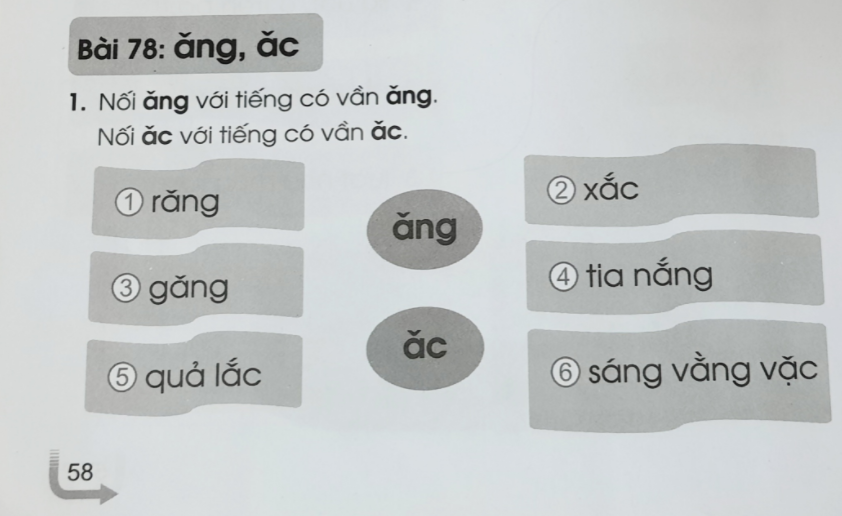 Bài 78: ăng, ăc
1. Nối ăng với tiếng có vần ăng.
Nối ăc với tiếng có vần ăc.
① răng
② xắc
ăng
③ găng
④ tia nắng
ăc
⑤ quả lắc
⑥ sáng vằng vặc
58